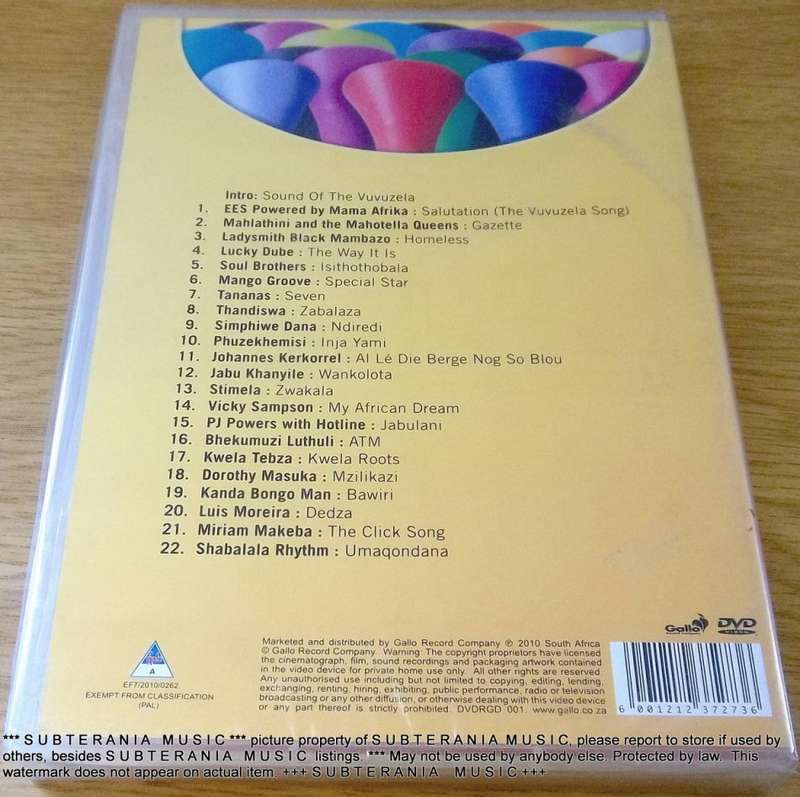 Intro: Sound Of The Vuvuzela
1. EES Powered by Mama Afrika : Salutation (The Vuvuzela Song)
2. Mahlathini and the Mahotella Queens : Gazette
3. Ladysmith Black Mambazo : Homeless
4. Lucky Dube : The Way It Is
5. Soul Brothers : Isithothobala
6. Mango Groove : Special Star
7. Tananas : Seven
8. Thandiswa : Zabalaza
9. Simphiwe Dana : Ndiredi
10. Phuzekhemisi : Inja Yami
11. Johannes Kerkorrel : Al Lé Die Berge Nog So Blou
12. Jabu Khanyile : Wankolota
13. Stimela : Zwakala
14. Vicky Sampson : My African Dream
15. PJ Powers with Hotline : Jabulani
16. Bhekumuzi Luthuli : ATM
17. Kwela Tebza : Kwela Roots
18. Dorothy Masuka : Mzilikazi
19. Kanda Bongo Man : Bawiri
20. Luis Moreira : Dedza
21. Miriam Makeba : The Click Song
22. Shabalala Rhythm : Umaqondana
Gallo DVD VIDEO
A
EF7/2010/0262
EXEMPT FROM CLASSIFICATION
(PAL)
Marketed and distributed by Gallo Record Company ℗ 2010 South Africa
© Gallo Record Company. Warning: The copyright proprietors have licensed
the cinematograph, film, sound recordings and packaging artwork contained
in the video device for private home use only. All other rights are reserved.
Any unauthorised use including but not limited to copying, editing, lending,
exchanging, renting, hiring, exhibiting, public performance, radio or television
broadcasting or any other diffusion, or otherwise dealing with this video device
or any part thereof is strictly prohibited. DVDRGD 001. www.gallo.co.za
6 001212 372736
*** SUBTERANIA MUSIC *** picture property of SUBTERANIA MUSIC, please report to store if used by
others, besides SUBTERANIA MUSIC listings. *** May not be used by anybody else. Protected by law. This
watermark does not appear on actual item. +++ SUBTERANIA MUSIC +++